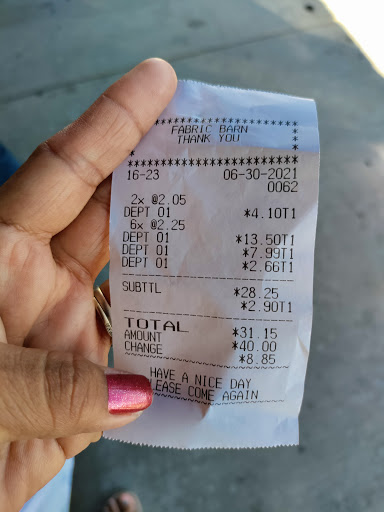 ********************
FABRIC BARN *
THANK YOU *
* *
********************
16-23 06-30-2021
0062
2x @2.05
DEPT 01 *4.10T1
6x @2.25
DEPT 01 *13.50T1
DEPT 01 *7.99T1
DEPT 01 *2.66T1
SUBTTL *28.25
*2.90T1
TOTAL *31.15
AMOUNT *40.00
CHANGE *8.85
HAVE A NICE DAY
EASE COME AGAIN